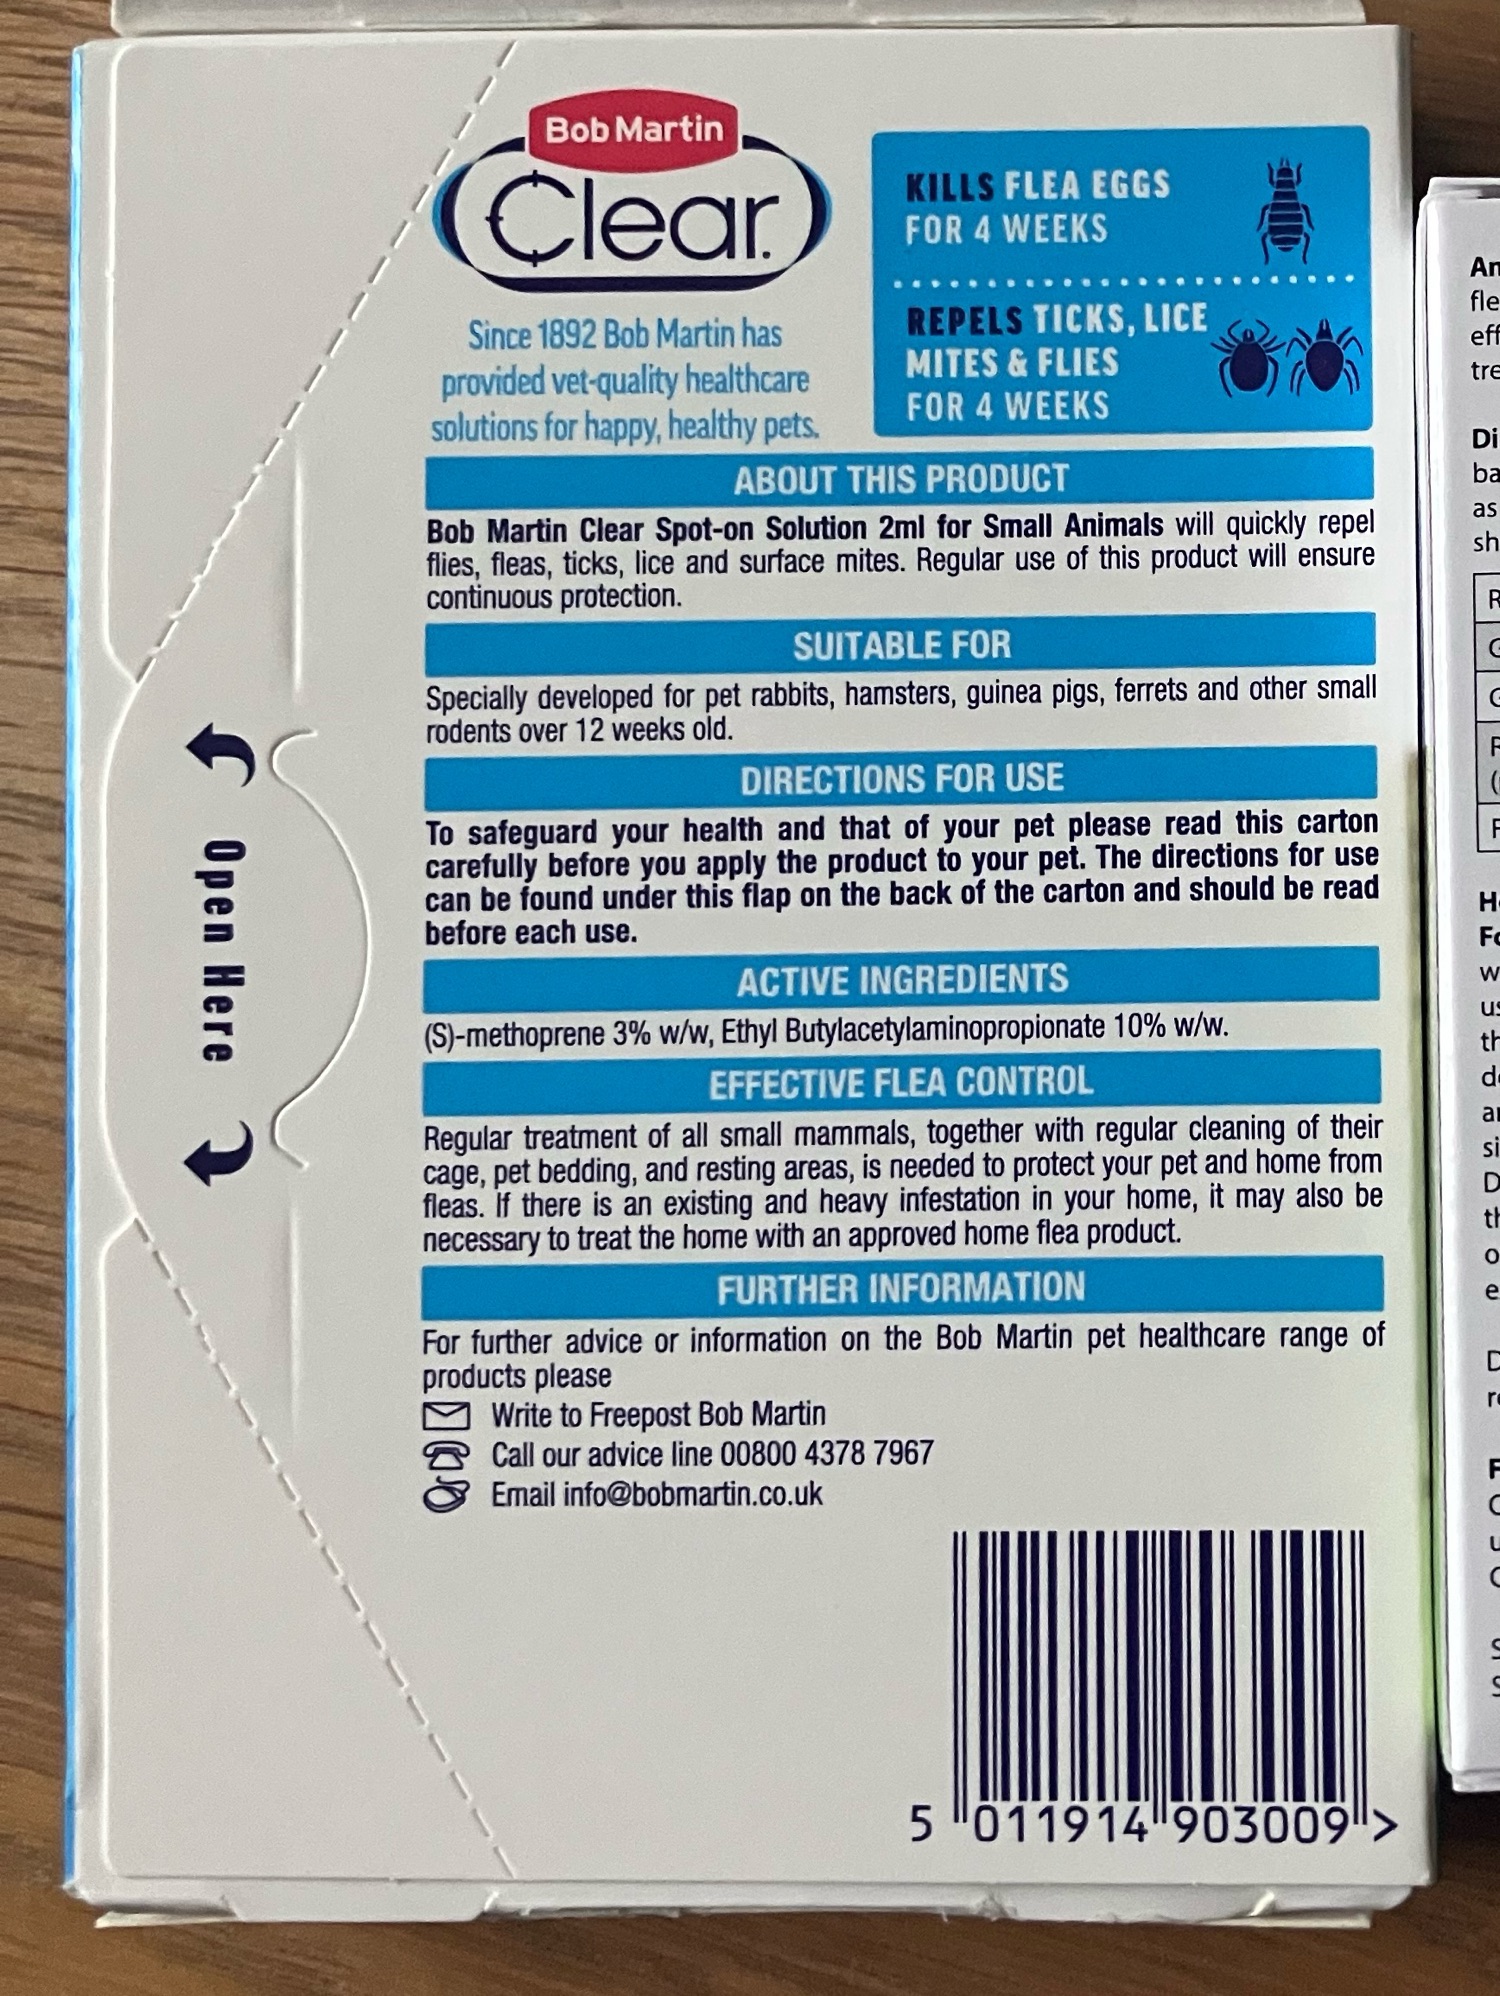 Bob Martin
Clear.
Since 1892 Bob Martin has
provided vet-quality healthcare
solutions for happy, healthy pets.
KILLS FLEA EGGS
FOR 4 WEEKS
REPELS TICKS, LICE
MITES & FLIES
FOR 4 WEEKS
ABOUT THIS PRODUCT
Bob Martin Clear Spot-on Solution 2ml for Small Animals will quickly repel
flies, fleas, ticks, lice and surface mites. Regular use of this product will ensure
continuous protection.
SUITABLE FOR
Specially developed for pet rabbits, hamsters, guinea pigs, ferrets and other small
rodents over 12 weeks old.
DIRECTIONS FOR USE
To safeguard your health and that of your pet please read this carton
carefully before you apply the product to your pet. The directions for use
can be found under this flap on the back of the carton and should be read
before each use.
ACTIVE INGREDIENTS
(S)-methoprene 3% w/w, Ethyl Butylacetylaminopropionate 10% w/w.
EFFECTIVE FLEA CONTROL
Regular treatment of all small mammals, together with regular cleaning of their
cage, pet bedding, and resting areas, is needed to protect your pet and home from
fleas. If there is an existing and heavy infestation in your home, it may also be
necessary to treat the home with an approved home flea product.
FURTHER INFORMATION
For further advice or information on the Bob Martin pet healthcare range of
products please
Write to Freepost Bob Martin
Call our advice line 00800 4378 7967
Email info@bobmartin.co.uk
5 011914 903009 >
Open Here